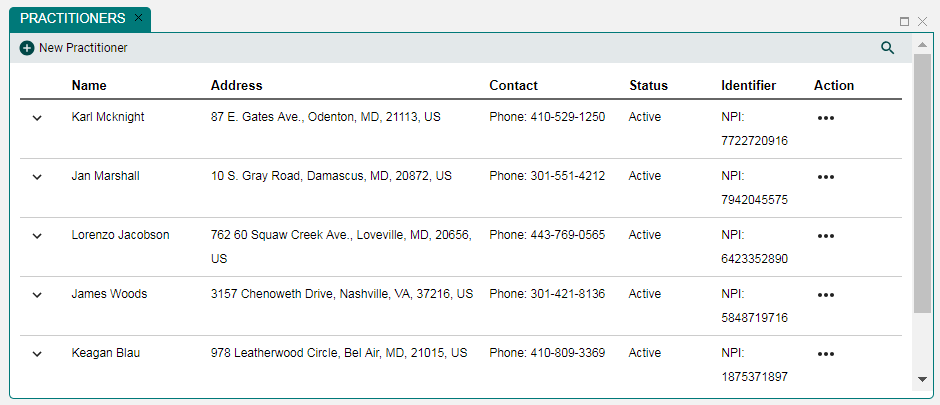 PRACTITIONERS
New Practitioner
Name Address Contact Status Identifier Action
Karl Mcknight 87 E. Gates Ave., Odenton, MD, 21113, US Phone: 410-529-1250 Active NPI:
7722720916
Jan Marshall 10 S. Gray Road, Damascus, MD, 20872, US Phone: 301-551-4212 Active NPI:
7942045575
Lorenzo Jacobson 762 60 Squaw Creek Ave., Loveville, MD, 20656, Phone: 443-769-0565 Active NPI:
US 6423352890
James Woods 3157 Chenoweth Drive, Nashville, VA, 37216, US Phone: 301-421-8136 Active NPI:
5848719716
Keagan Blau 978 Leatherwood Circle, Bel Air, MD, 21015, US Phone: 410-809-3369 Active NPI:
1875371897